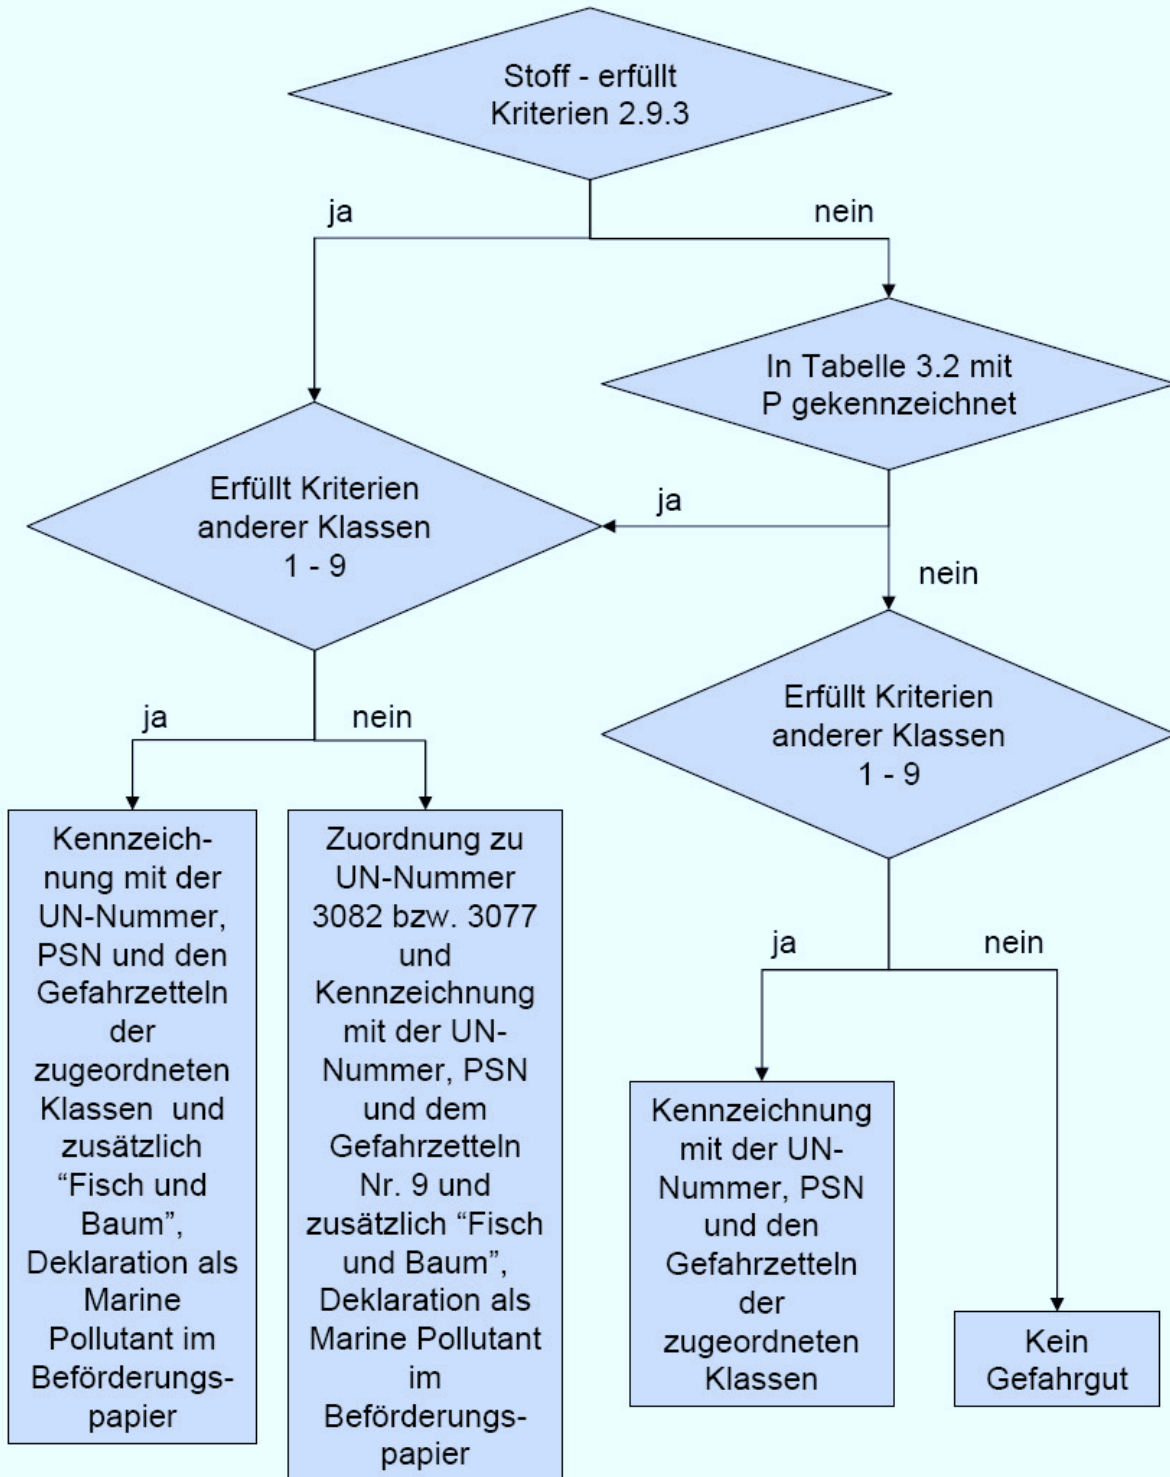 Stoff - erfüllt
Kriterien 2.9.3
ja
nein
In Tabelle 3.2 mit
P gekennzeichnet
ja
nein
Erfüllt Kriterien
anderer Klassen
1 - 9
ja
nein
Erfüllt Kriterien
anderer Klassen
1 - 9
ja
nein
Kennzeich-
nung mit der
UN-Nummer,
PSN und den
Gefahrzetteln
der
zugeordneten
Klassen und
zusätzlich
“Fisch und
Baum”,
Deklaration als
Marine
Pollutant im
Beförderungs-
papier
Zuordnung zu
UN-Nummer
3082 bzw. 3077
und
Kennzeichnung
mit der UN-
Nummer, PSN
und dem
Gefahrzetteln
Nr. 9 und
zusätzlich “Fisch
und Baum”,
Deklaration als
Marine Pollutant
im
Beförderungs-
papier
Kennzeichnung
mit der UN-
Nummer, PSN
und den
Gefahrzetteln
der
zugeordneten
Klassen
Kein
Gefahrgut